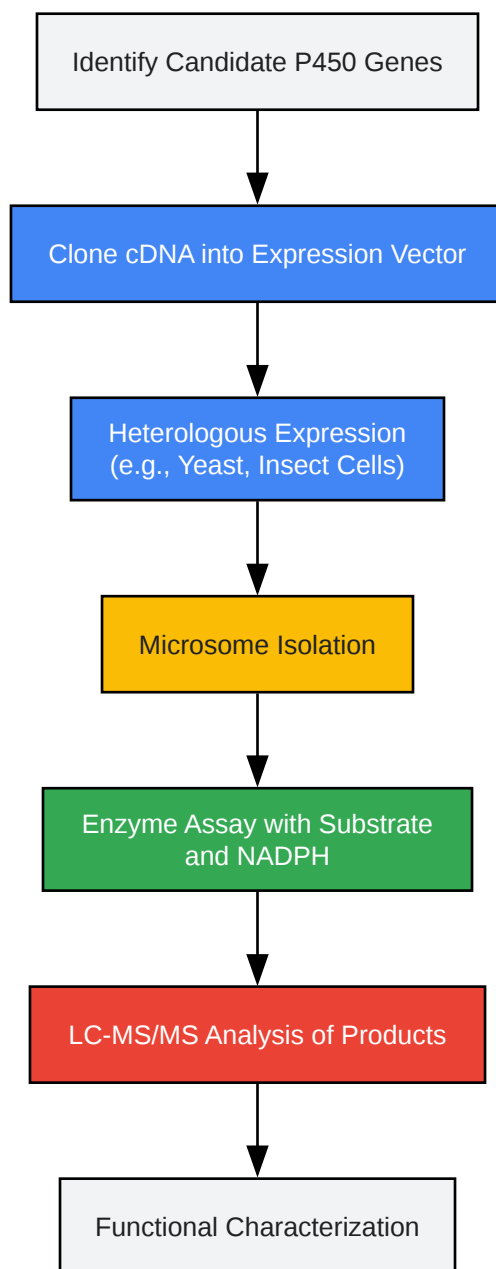 Identify Candidate P450 Genes
Clone cDNA into Expression Vector
Heterologous Expression
(e.g., Yeast, Insect Cells)
Microsome Isolation
Enzyme Assay with Substrate
and NADPH
LC-MS/MS Analysis of Products
Functional Characterization